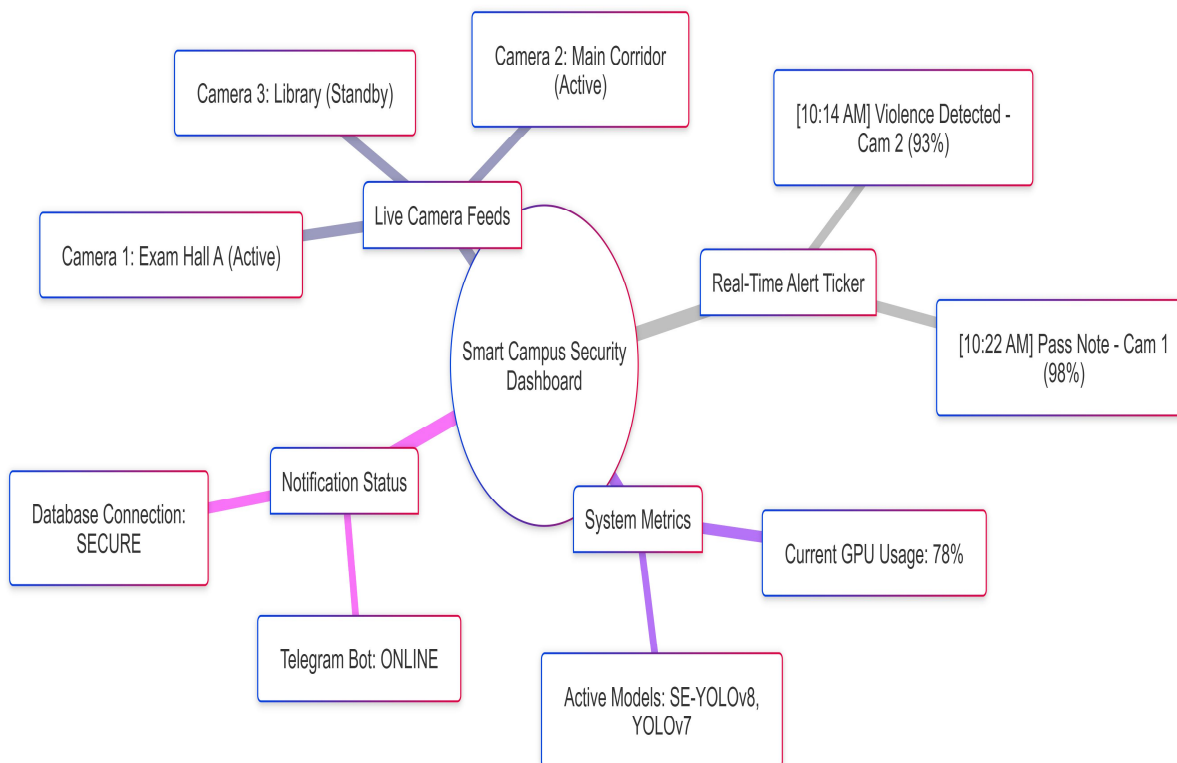 Smart Campus Security
Dashboard
Live Camera Feeds
Camera 1: Exam Hall A (Active)
Camera 2: Main Corridor
(Active)
Camera 3: Library (Standby)
Real-Time Alert Ticker
[10:14 AM] Violence Detected -
Cam 2 (93%)
[10:22 AM] Pass Note - Cam 1
(98%)
System Metrics
Current GPU Usage: 78%
Active Models: SE-YOLOv8,
YOLOv7
Notification Status
Database Connection:
SECURE
Telegram Bot: ONLINE